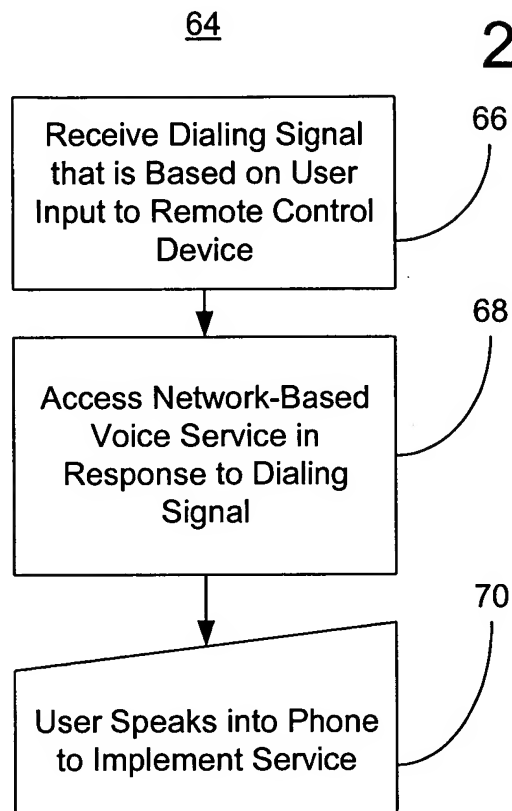 64
2
Receive Dialing Signal
that is Based on User
Input to Remote Control
Device
66
Access Network-Based
Voice Service in
Response to Dialing
Signal
68
User Speaks into Phone
to Implement Service
70